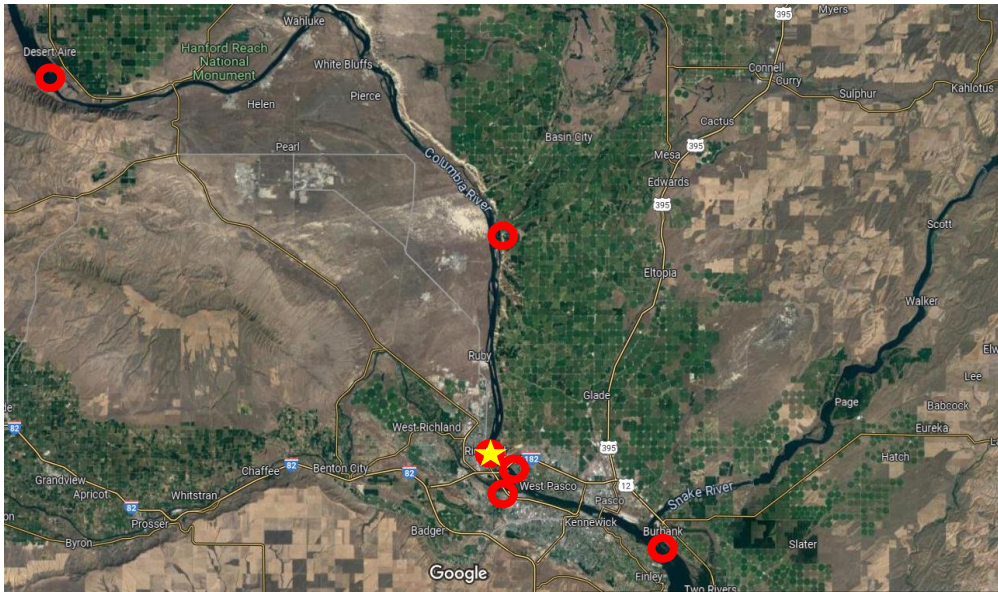 Myers
395
Wahluke
Desert Aire
Hanford Reach
National
Monument
White Bluffs
Connell
Curry
Sulphur
Kahlotus
Pierce
Helen
Cactus
Basin City
395
Pearl
Mesa
Columbia River
Edwards
395
Scott
Eltopia
Walker
Ruby
Lee
Glade
Page
Babcock
82
West Richland
Eureka
395
182
Hatch
Chaffee
82
Benton City
82
Grandview
Apricot
Whitstran
West Pasco
12
Snake River
82
Pasco
Prosser
Kennewick
Badger
Burbank
Byron
Slater
Google
Finley
Two Rivers